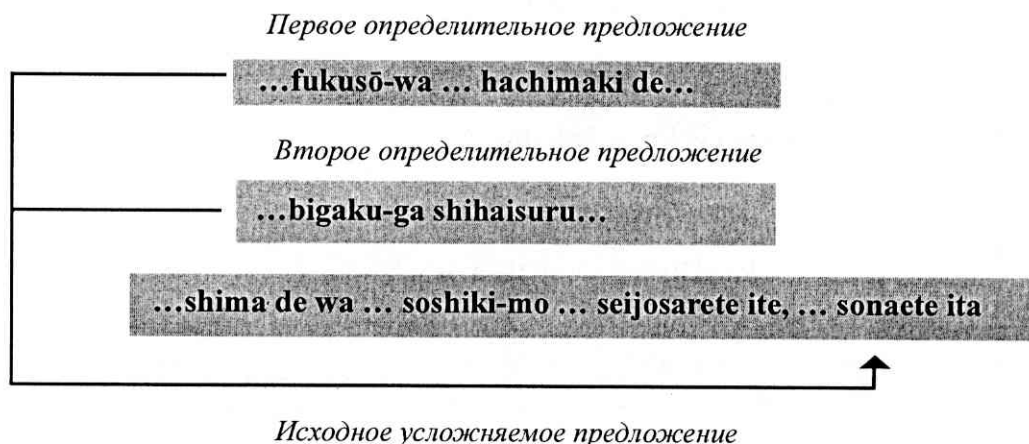 Первое определительное предложение
...fukusō-wa ... hachimaki de...
Второе определительное предложение
...bigaku-ga shihaisuru...
...shima de wa ... soshiki-mo ... seijosarete ite, ... sonaete ita
Исходное усложняемое предложение